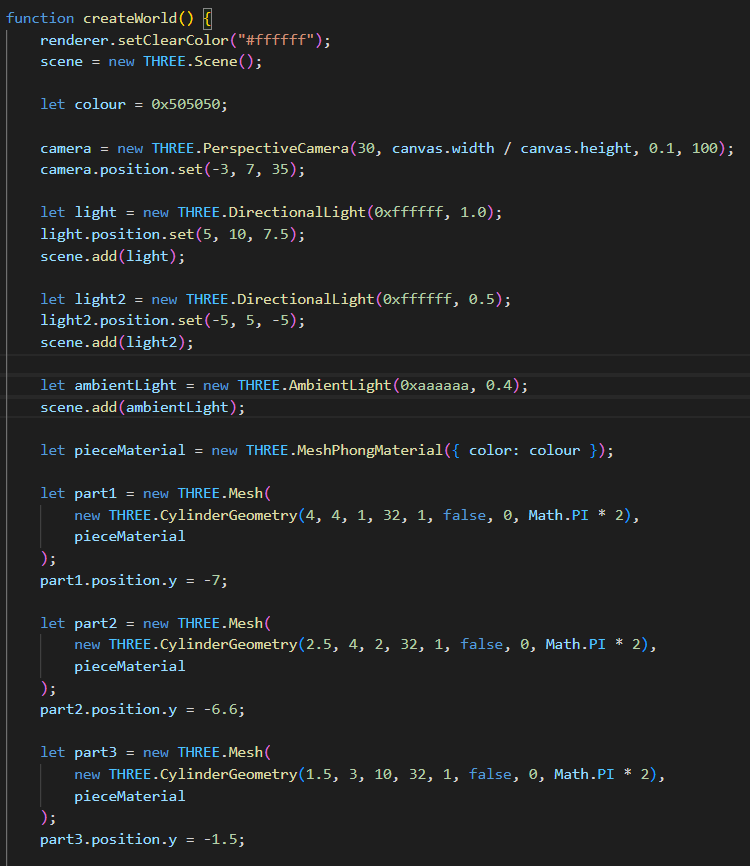 function createWorld() {
    renderer.setClearColor("#ffffff");
    scene = new THREE.Scene();

    let colour = 0x505050;

    camera = new THREE.PerspectiveCamera(30, canvas.width / canvas.height, 0.1, 100);
    camera.position.set(-3, 7, 35);

    let light = new THREE.DirectionalLight(0xffffff, 1.0);
    light.position.set(5, 10, 7.5);
    scene.add(light);

    let light2 = new THREE.DirectionalLight(0xffffff, 0.5);
    light2.position.set(-5, 5, -5);
    scene.add(light2);

    let ambientLight = new THREE.AmbientLight(0xaaaaaa, 0.4);
    scene.add(ambientLight);

    let pieceMaterial = new THREE.MeshPhongMaterial({ color: colour });

    let part1 = new THREE.Mesh(
        new THREE.CylinderGeometry(4, 4, 1, 32, 1, false, 0, Math.PI * 2),
        pieceMaterial
    );
    part1.position.y = -7;

    let part2 = new THREE.Mesh(
        new THREE.CylinderGeometry(2.5, 4, 2, 32, 1, false, 0, Math.PI * 2),
        pieceMaterial
    );
    part2.position.y = -6.6;

    let part3 = new THREE.Mesh(
        new THREE.CylinderGeometry(1.5, 3, 10, 32, 1, false, 0, Math.PI * 2),
        pieceMaterial
    );
    part3.position.y = -1.5;